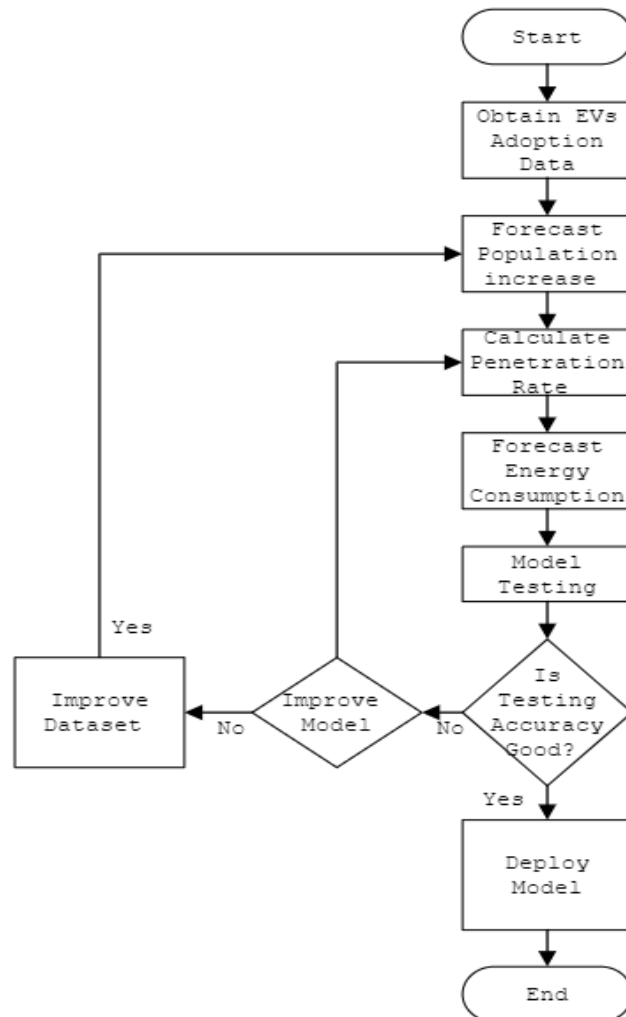 Start
Obtain EVs
Adoption
Data
Forecast
Population
increase
Calculate
Penetration
Rate
Forecast
Energy
Consumption
Model
Testing
Yes
Improve
Dataset
No
Improve
Model
No
Is
Testing
Accuracy
Good?
Yes
Deploy
Model
End